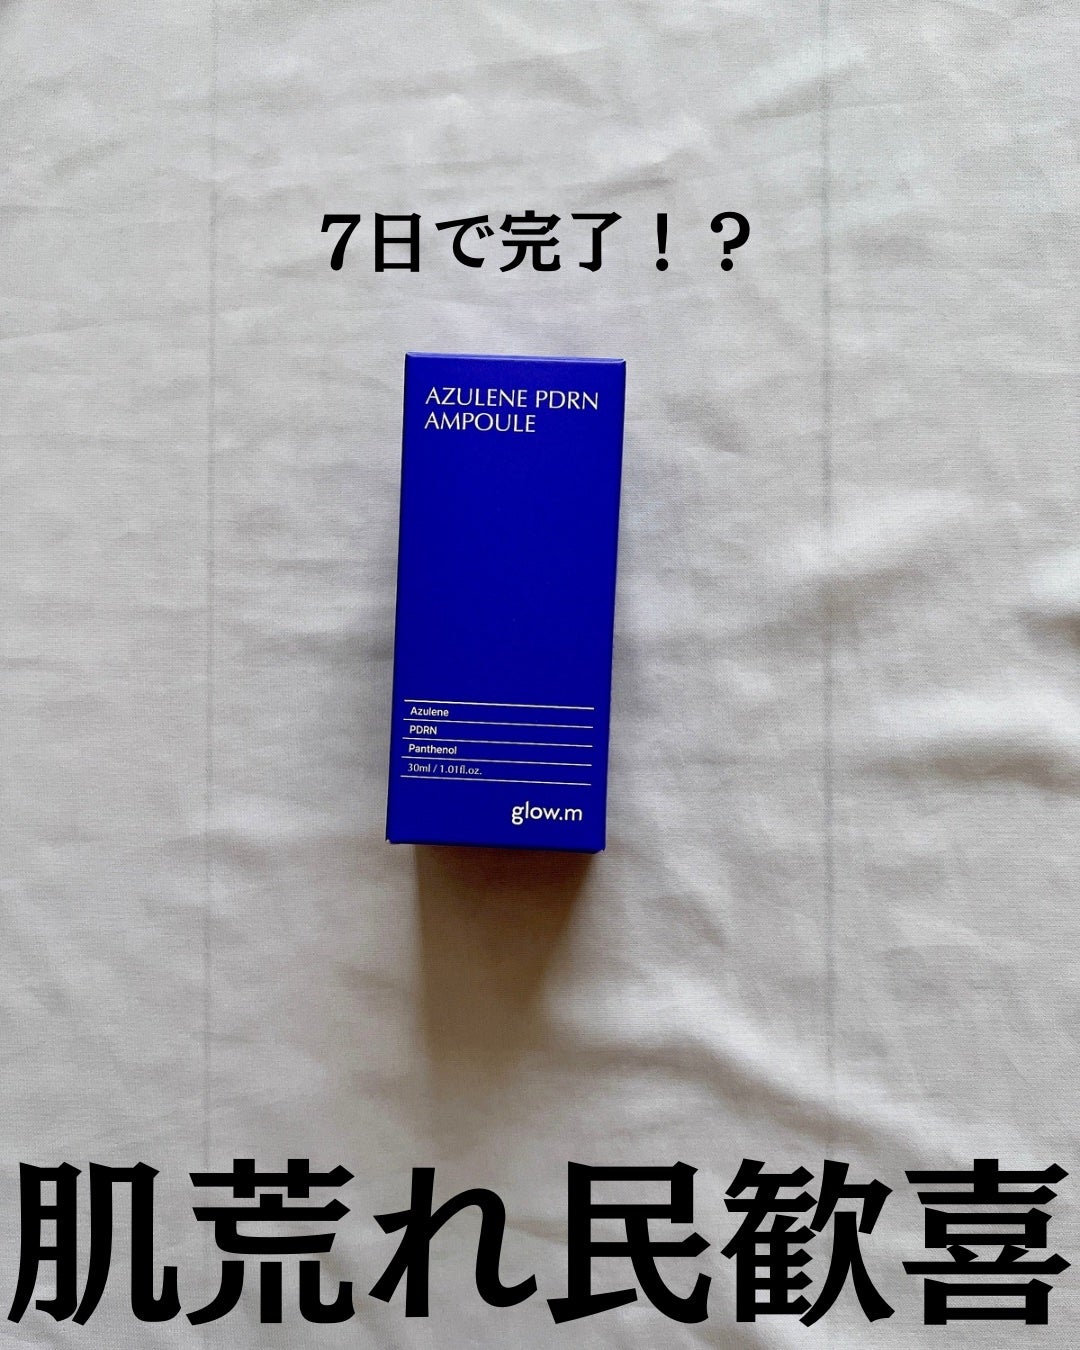 7日で完了！？
AZULENE PDRN
AMPOULE
Azulene
PDRN
Panthenol
30ml / 1.01fl.oz.
glow.m
肌荒れ民歓喜